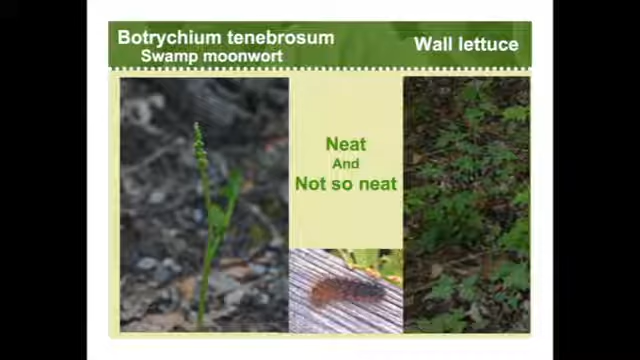 Botrychium tenebrosum
Swamp moonwort
Wall lettuce
Neat
And
Not so neat